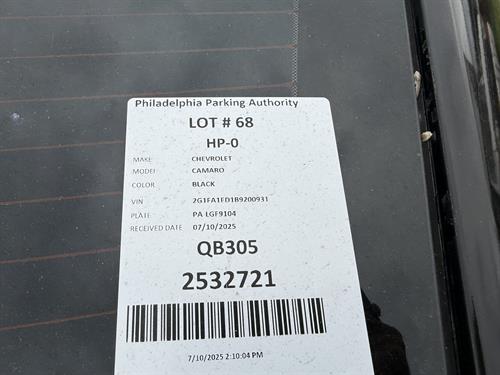 Philadelphia Parking Authority
LOT # 68
HP-0
MAKE CHEVROLET
MODEL CAMARO
COLOR BLACK
VIN 2G1FA1FD1B9200931
PLATE PA LGF9104
RECEIVED DATE 07/10/2025
QB305
2532721
7/10/2025 2:10:04 PM